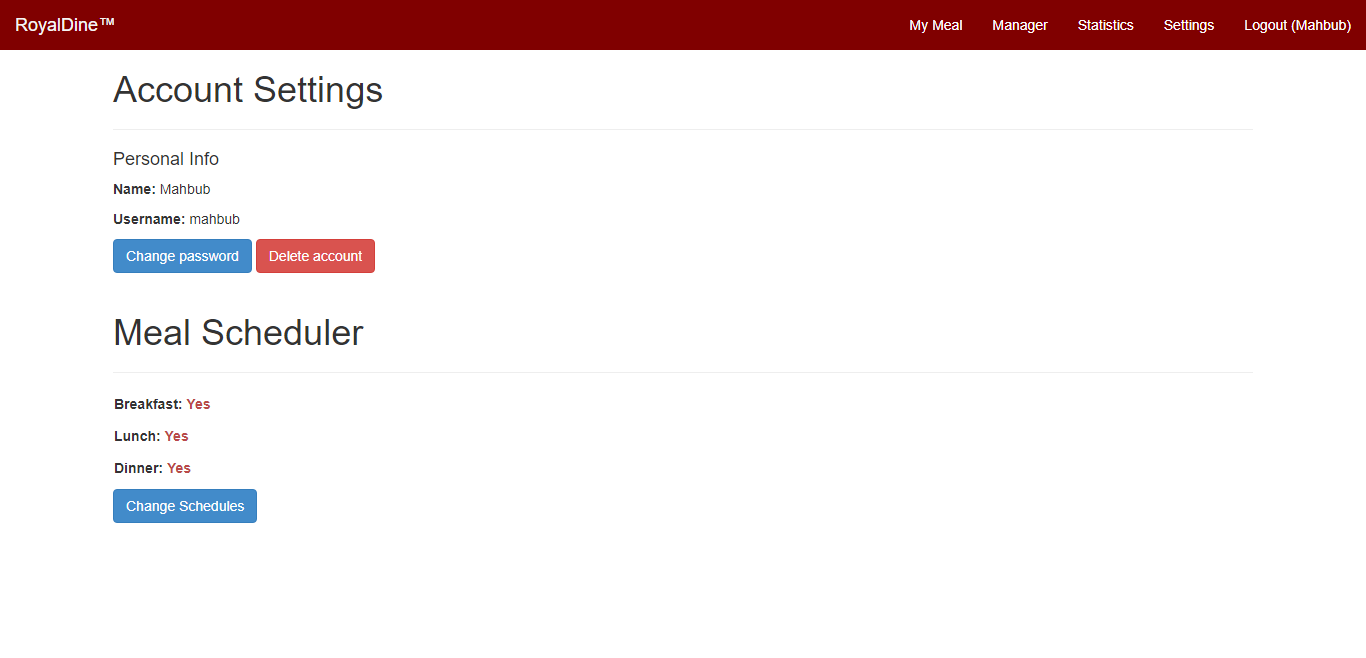 RoyalDine™ My Meal Manager Statistics Settings Logout (Mahbub)
Account Settings
Personal Info
Name: Mahbub
Username: mahbub
Change password Delete account
Meal Scheduler
Breakfast: Yes
Lunch: Yes
Dinner: Yes
Change Schedules